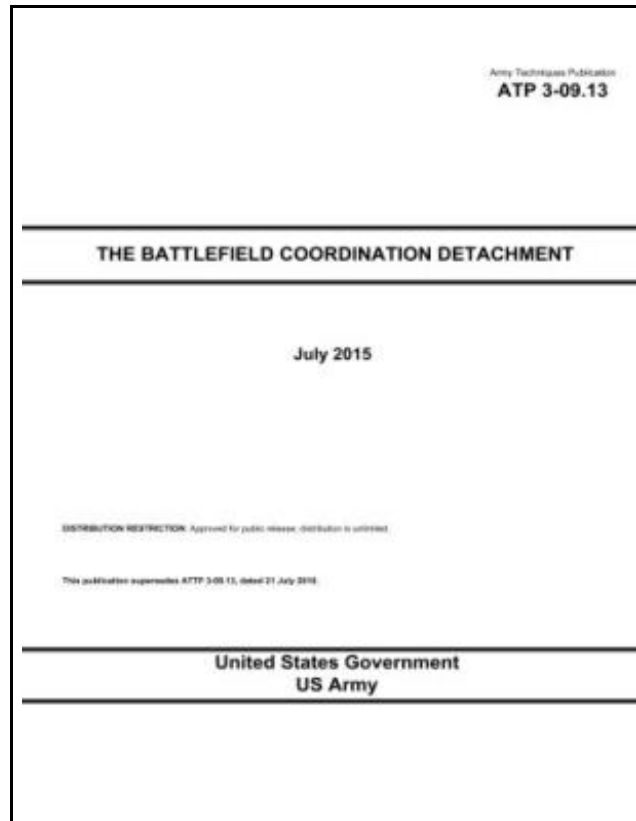 Army Techniques Publication
ATP 3-09.13
THE BATTLEFIELD COORDINATION DETACHMENT
July 2015
DISTRIBUTION RESTRICTION: Approved for public release; distribution is unlimited.
This publication supersedes ATTP 3-09.13, dated 21 July 2010.
United States Government
US Army